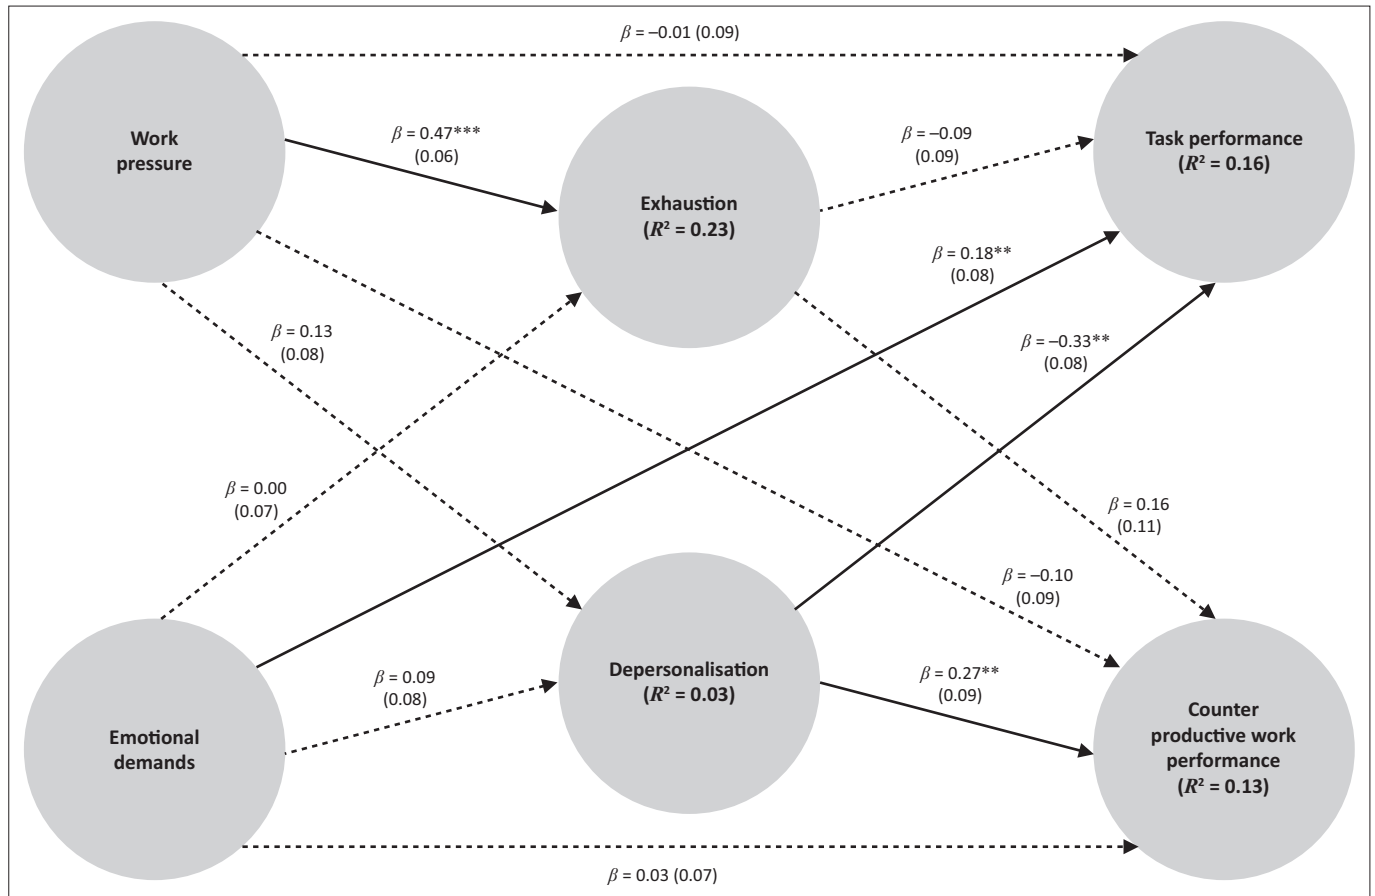 β = –0.01 (0.09)
Work
pressure
β = 0.47***
(0.06)
Exhaustion
(R² = 0.23)
β = –0.09
(0.09)
Task performance
(R² = 0.16)
β = 0.18**
(0.08)
β = 0.13
(0.08)
β = –0.33**
(0.08)
β = 0.00
(0.07)
β = 0.16
(0.11)
β = –0.10
(0.09)
Emotional
demands
β = 0.09
(0.08)
Depersonalisation
(R² = 0.03)
β = 0.27**
(0.09)
Counter
productive work
performance
(R² = 0.13)
β = 0.03 (0.07)